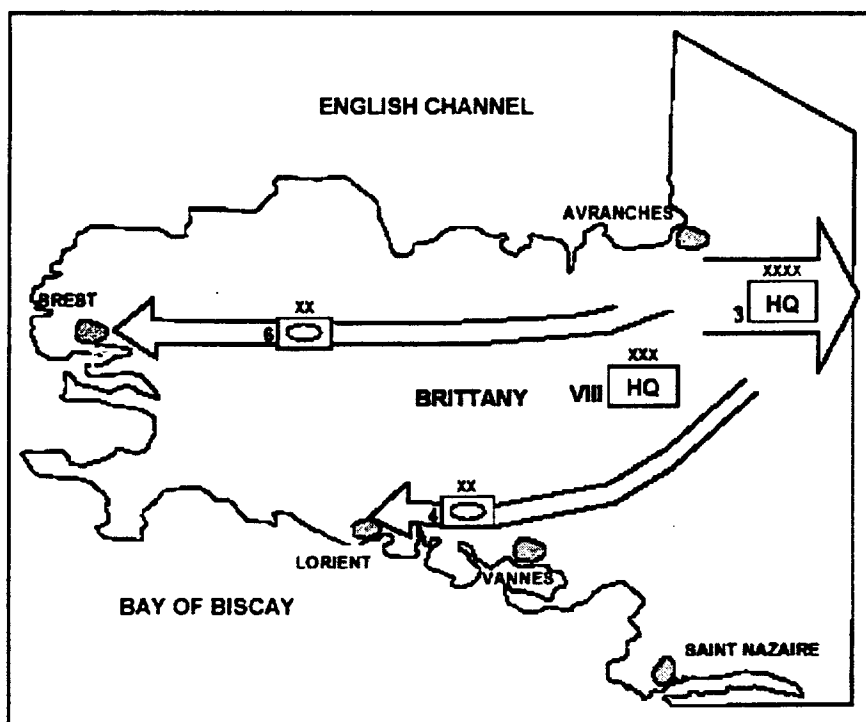 ENGLISH CHANNEL
AVRANCHES
XXXX
3 HQ
BREST
XX
6
XXX
VIII HQ
BRITTANY
XX
4
LORIENT
VANNES
BAY OF BISCAY
SAINT NAZAIRE